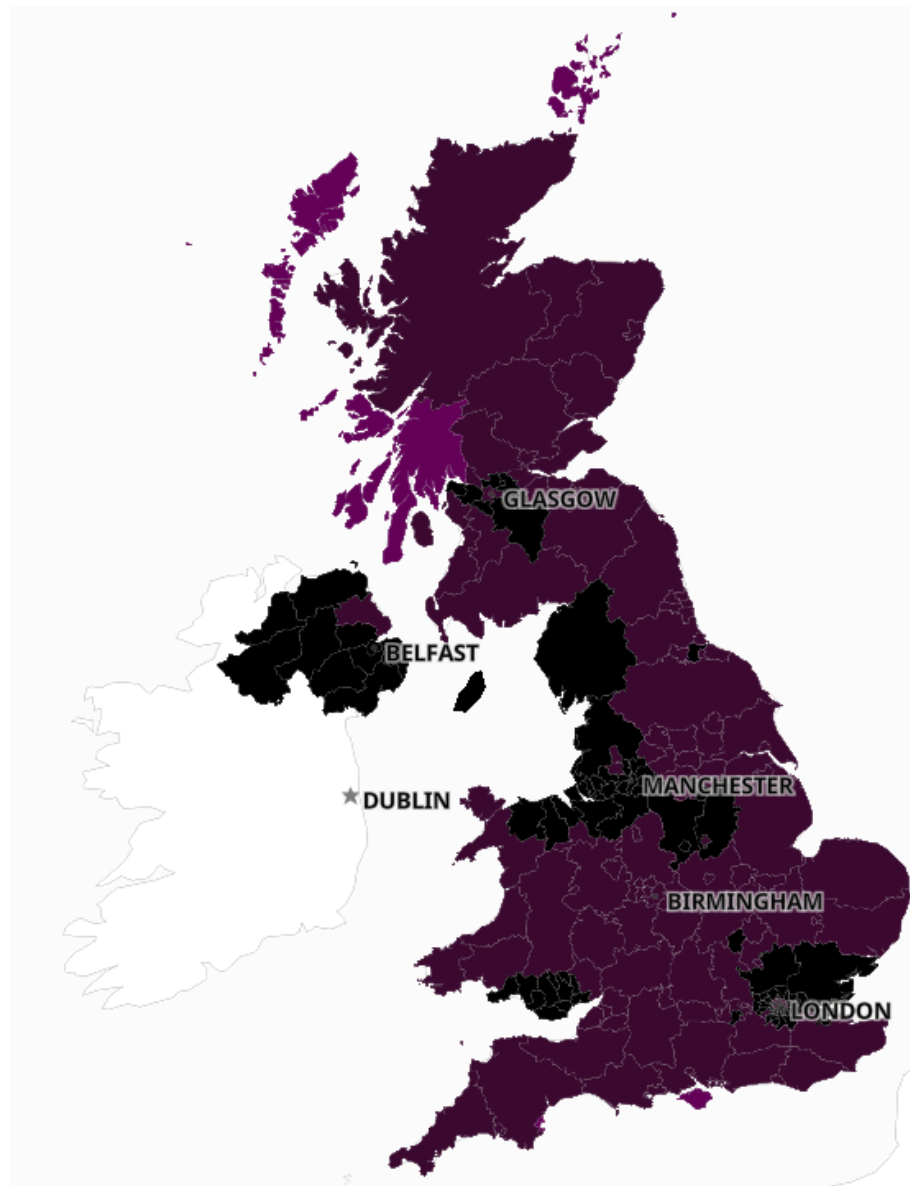 GLASGOW
BELFAST
MANCHESTER
DUBLIN
BIRMINGHAM
LONDON